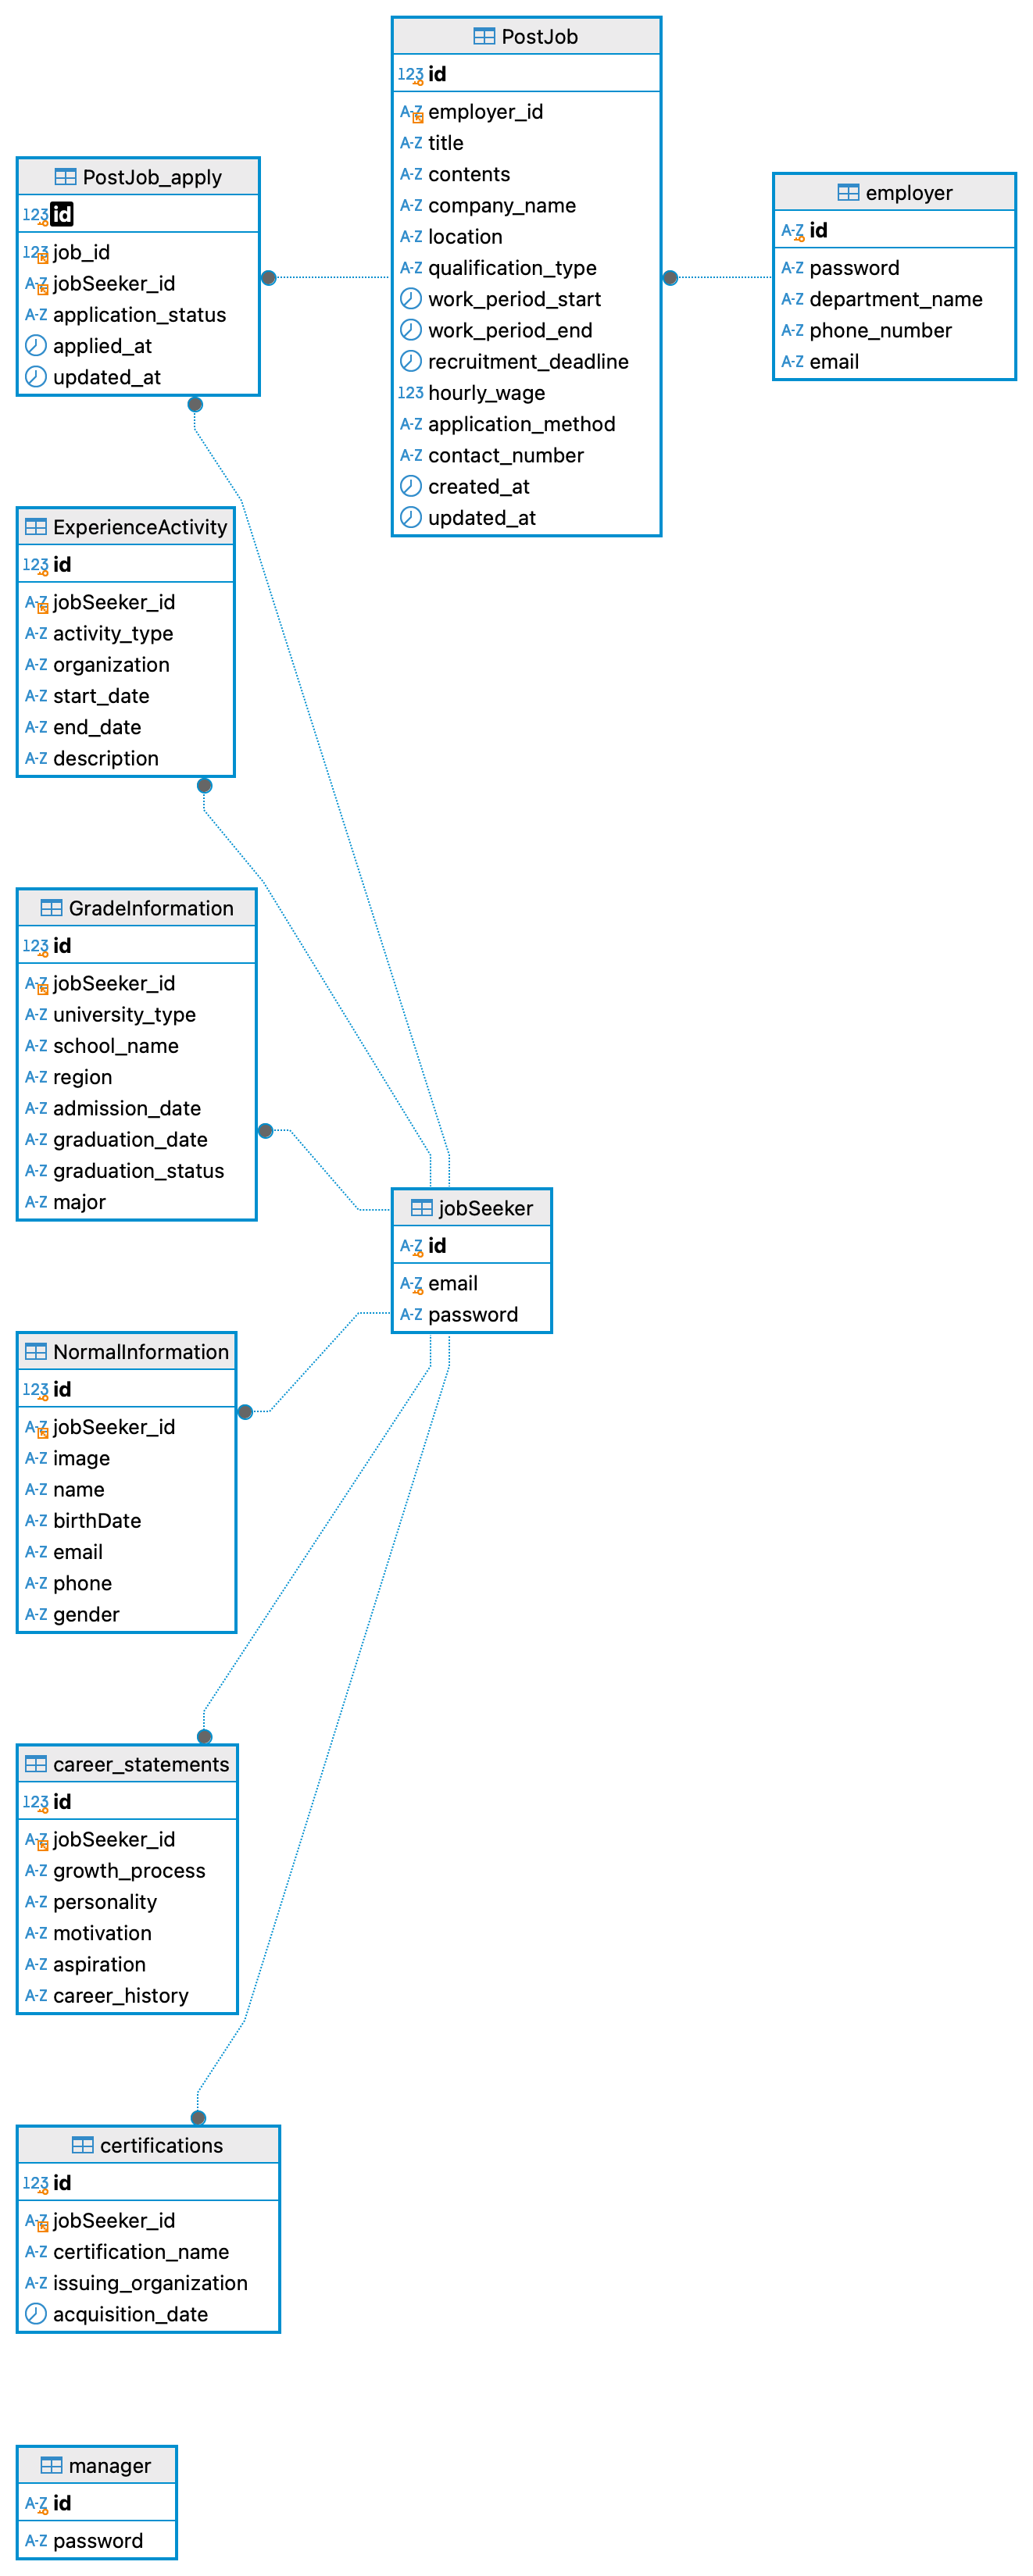 PostJob
123 id
A-Z employer_id
A-Z title
A-Z contents
A-Z company_name
A-Z location
A-Z qualification_type
work_period_start
work_period_end
recruitment_deadline
123 hourly_wage
A-Z application_method
A-Z contact_number
created_at
updated_at
PostJob_apply
123 id
123 job_id
A-Z jobSeeker_id
A-Z application_status
applied_at
updated_at
employer
A-Z id
A-Z password
A-Z department_name
A-Z phone_number
A-Z email
ExperienceActivity
123 id
A-Z jobSeeker_id
A-Z activity_type
A-Z organization
A-Z start_date
A-Z end_date
A-Z description
GradeInformation
123 id
A-Z jobSeeker_id
A-Z university_type
A-Z school_name
A-Z region
A-Z admission_date
A-Z graduation_date
A-Z graduation_status
A-Z major
jobSeeker
A-Z id
A-Z email
A-Z password
NormalInformation
123 id
A-Z jobSeeker_id
A-Z image
A-Z name
A-Z birthDate
A-Z email
A-Z phone
A-Z gender
career_statements
123 id
A-Z jobSeeker_id
A-Z growth_process
A-Z personality
A-Z motivation
A-Z aspiration
A-Z career_history
certifications
123 id
A-Z jobSeeker_id
A-Z certification_name
A-Z issuing_organization
acquisition_date
manager
A-Z id
A-Z password